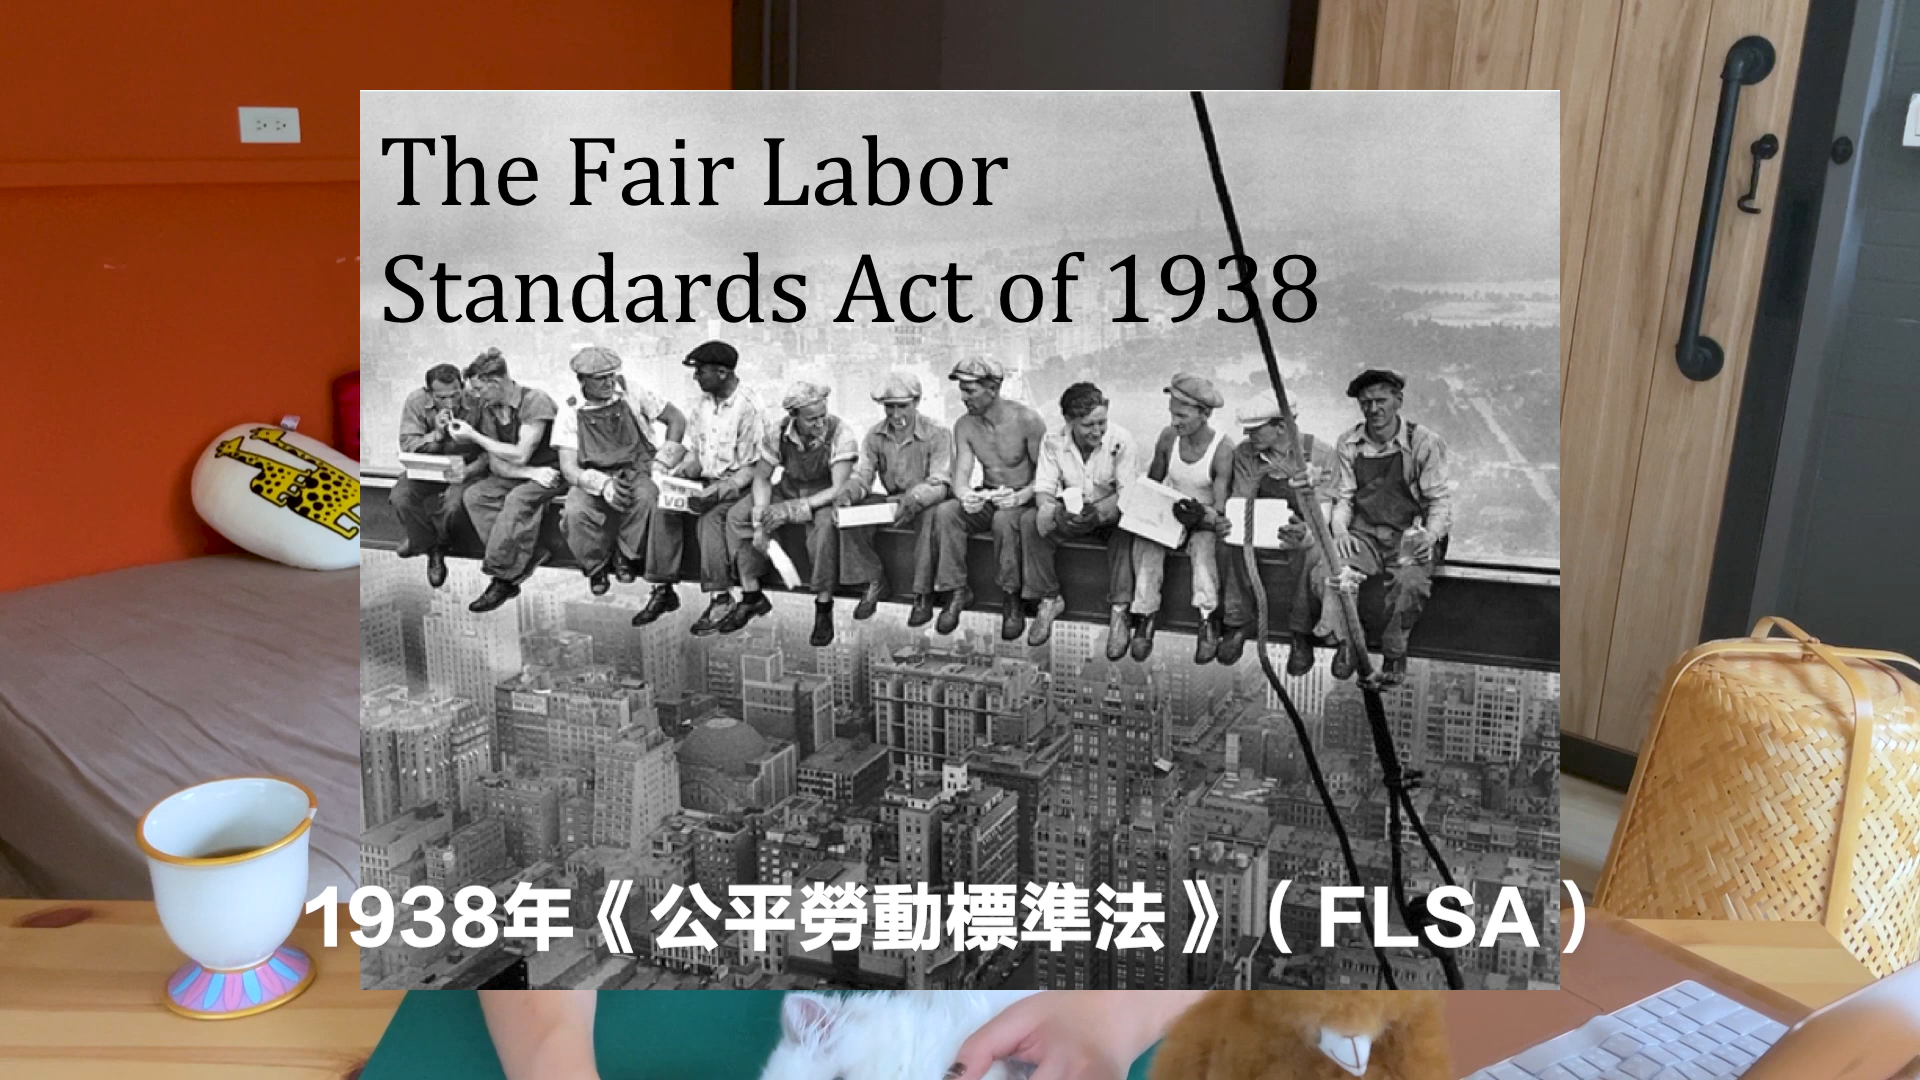 The Fair Labor
Standards Act of 1938
VO
1938年《公平勞動標準法》（FLSA）